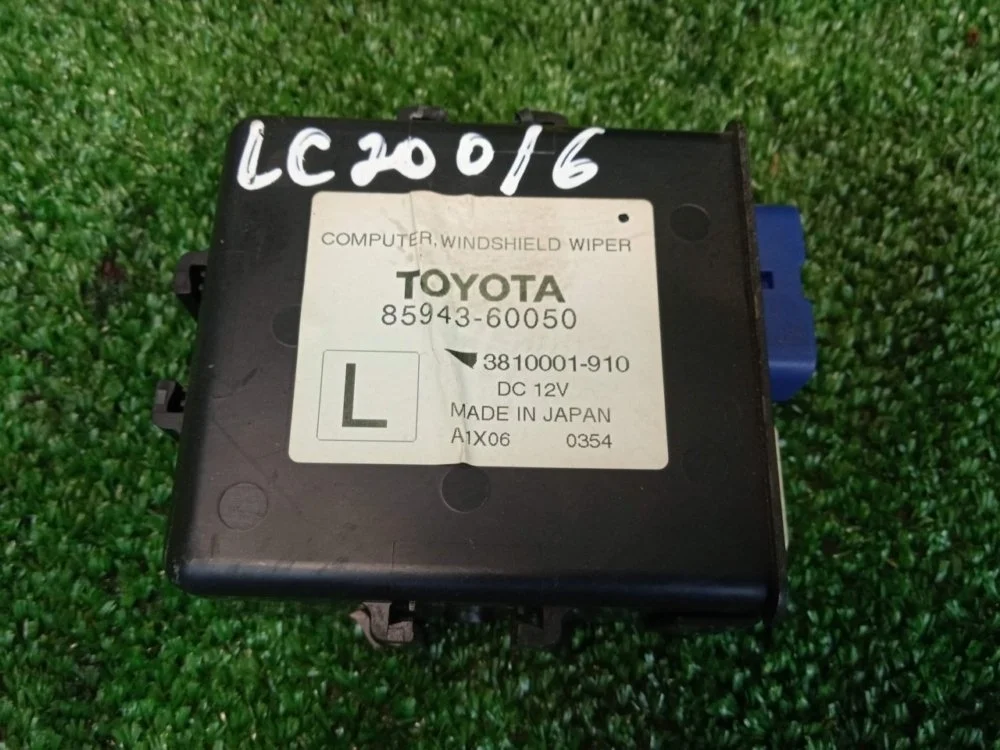 LC200/6
COMPUTER, WINDSHIELD WIPER
TOYOTA
85943-60050
L
3810001-910
DC 12V
MADE IN JAPAN
A1X06 0354